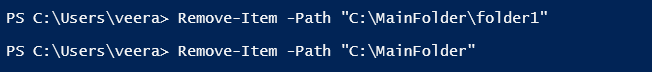 PS C:\Users\veera> Remove-Item -Path "C:\MainFolder\folder1"
PS C:\Users\veera> Remove-Item -Path "C:\MainFolder"